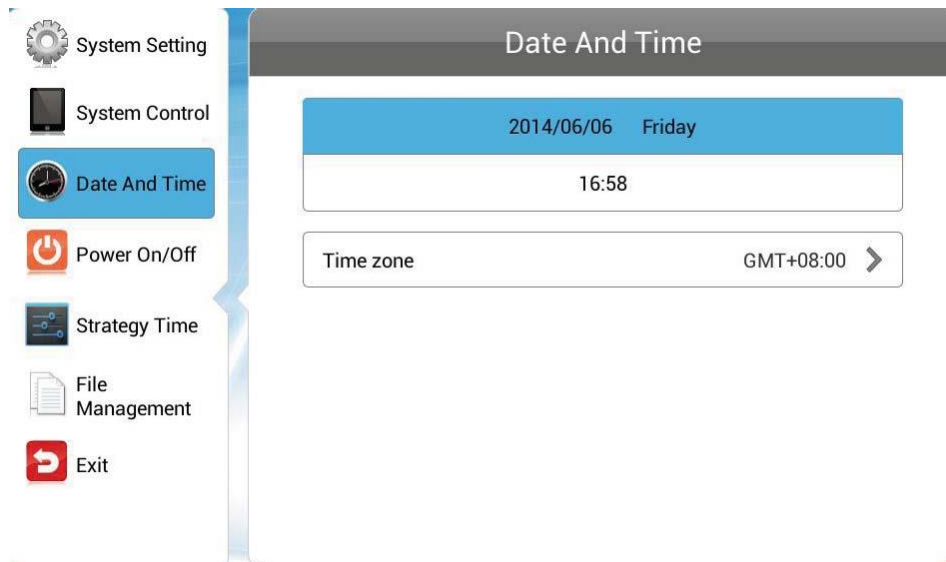 System Setting
System Control
Date And Time
Power On/Off
Strategy Time
File
Management
Exit
Date And Time
2014/06/06 Friday
16:58
Time zone GMT+08:00